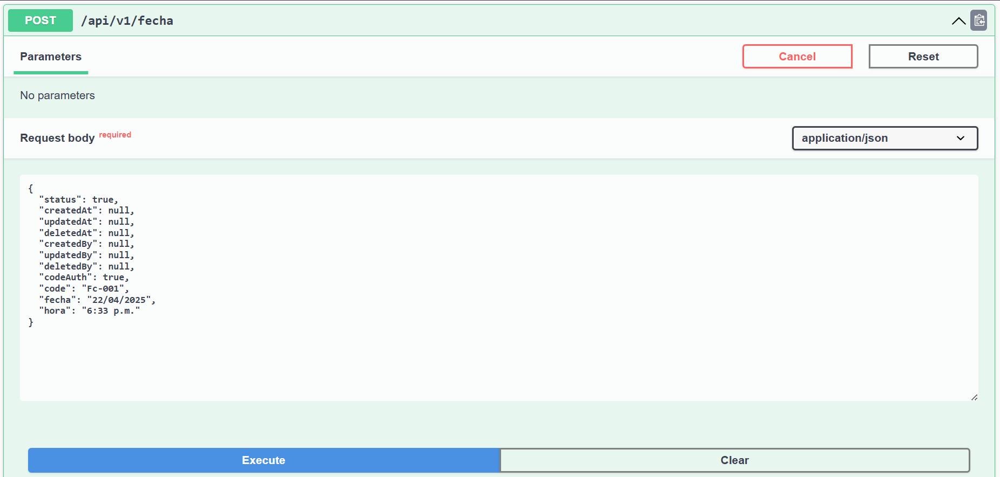 POST /api/v1/fecha
Parameters
Cancel
Reset
No parameters
Request body required
application/json
{
  "status": true,
  "createdAt": null,
  "updatedAt": null,
  "deletedAt": null,
  "createdBy": null,
  "updatedBy": null,
  "deletedBy": null,
  "codeAuth": true,
  "code": "Fc-001",
  "fecha": "22/04/2025",
  "hora": "6:33 p.m."
}
Execute
Clear